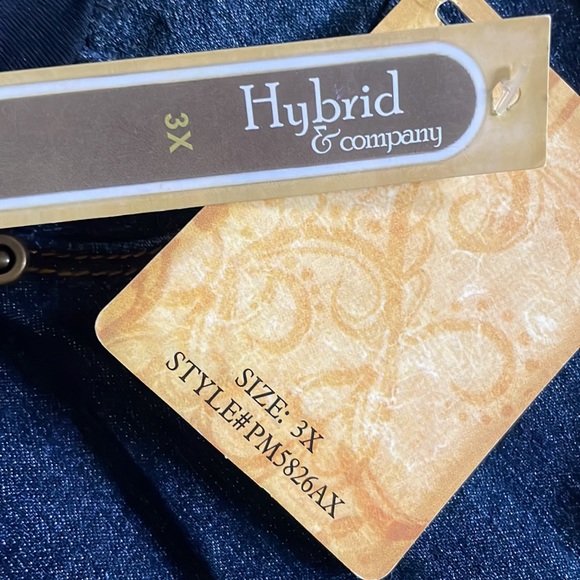 3X
Hybrid
& company
SIZE: 3X
STYLE#PM5826AX